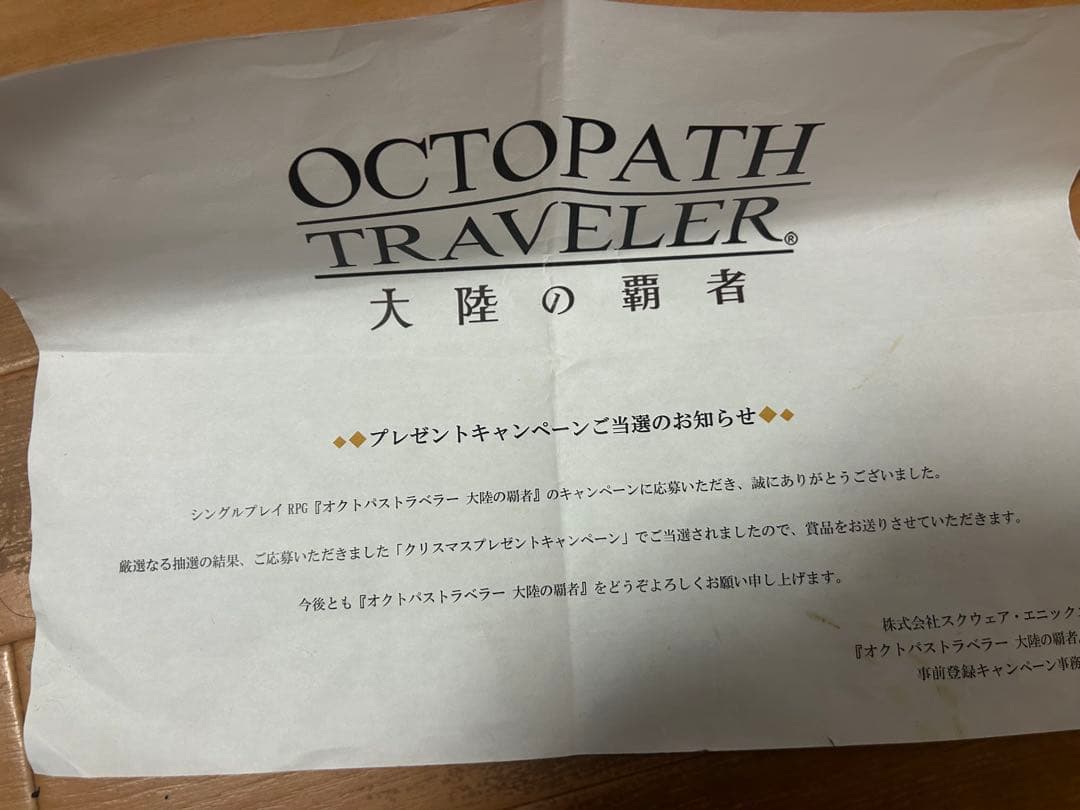 OCTOPATH
TRAVELER®
大陸の覇者
プレゼントキャンペーンご当選のお知らせ
シングルプレイRPG『オクトパストラベラー 大陸の覇者』のキャンペーンに応募いただき、誠にありがとうございました。
厳選なる抽選の結果、ご応募いただきました「クリスマスプレゼントキャンペーン」でご当選されましたので、賞品をお送りさせていただきます。
今後とも『オクトパストラベラー 大陸の覇者』をどうぞよろしくお願い申し上げます。
株式会社スクウェア・エニック
『オクトパストラベラー 大陸の覇者
事前登録キャンペーン事務